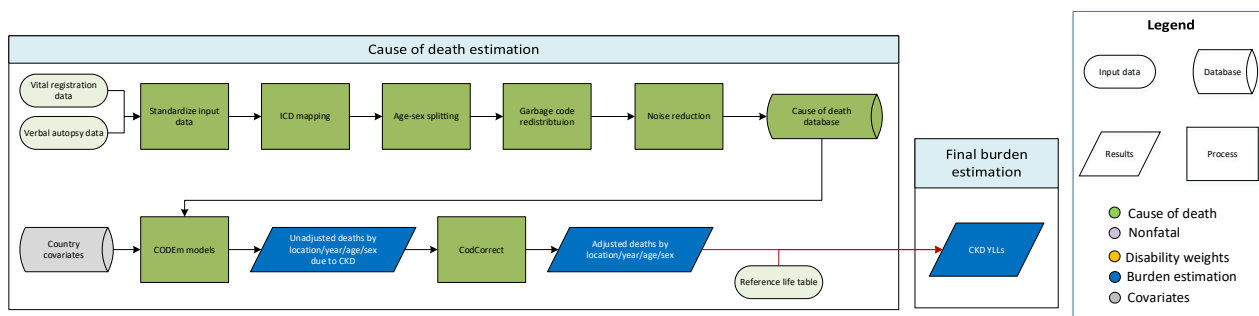 Cause of death estimation
Vital registration
data
Verbal autopsy data
Standardize input
data
ICD mapping
Age-sex splitting
Garbage code
redistribtuion
Noise reduction
Cause of death
database
Country
covariates
CODEm models
Unadjusted deaths by
location/year/age/sex
due to CKD
CodCorrect
Adjusted deaths by
location/year/age/sex
Reference life table
Final burden
estimation
CKD YLLs
Legend
Input data
Database
Results
Process
Cause of death
Nonfatal
Disability weights
Burden estimation
Covariates